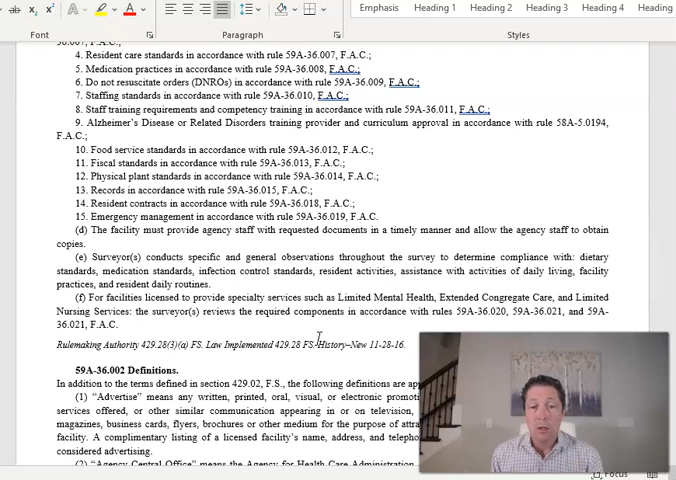 ab x₂ x² A A
Font Paragraph Styles
Emphasis Heading 1 Heading 2 Heading 3 Heading 4 Heading
4. Resident care standards in accordance with rule 59A-36.007, F.A.C.;
5. Medication practices in accordance with rule 59A-36.008, F.A.C.;
6. Do not resuscitate orders (DNROs) in accordance with rule 59A-36.009, F.A.C.;
7. Staffing standards in accordance with rule 59A-36.010, F.A.C.;
8. Staff training requirements and competency training in accordance with rule 59A-36.011, F.A.C.;
9. Alzheimer's Disease or Related Disorders training provider and curriculum approval in accordance with rule 58A-5.0194,
F.A.C.;
10. Food service standards in accordance with rule 59A-36.012, F.A.C.;
11. Fiscal standards in accordance with rule 59A-36.013, F.A.C.;
12. Physical plant standards in accordance with rule 59A-36.014, F.A.C.;
13. Records in accordance with rule 59A-36.015, F.A.C.;
14. Resident contracts in accordance with rule 59A-36.018, F.A.C.;
15. Emergency management in accordance with rule 59A-36.019, F.A.C.
(d) The facility must provide agency staff with requested documents in a timely manner and allow the agency staff to obtain
copies.
(e) Surveyor(s) conducts specific and general observations throughout the survey to determine compliance with: dietary
standards, medication standards, infection control standards, resident activities, assistance with activities of daily living, facility
practices, and resident daily routines.
(f) For facilities licensed to provide specialty services such as Limited Mental Health, Extended Congregate Care, and Limited
Nursing Services: the surveyor(s) reviews the required components in accordance with rules 59A-36.020, 59A-36.021, and 59A-
36.021, F.A.C.
Rulemaking Authority 429.28(3)(a) FS. Law Implemented 429.28 FS. History–New 11-28-16.
59A-36.002 Definitions.
In addition to the terms defined in section 429.02, F.S., the following definitions are
(1) "Advertise" means any written, printed, oral, visual, or electronic
services offered, or other similar communication appearing in or on television,
magazines, business cards, flyers, brochures or other medium for the purpose of
facility. A complimentary listing of a licensed facility's name, address, and
considered advertising.
(2) "Agency Central Office" means the Agency for Health Care Administration
Focus